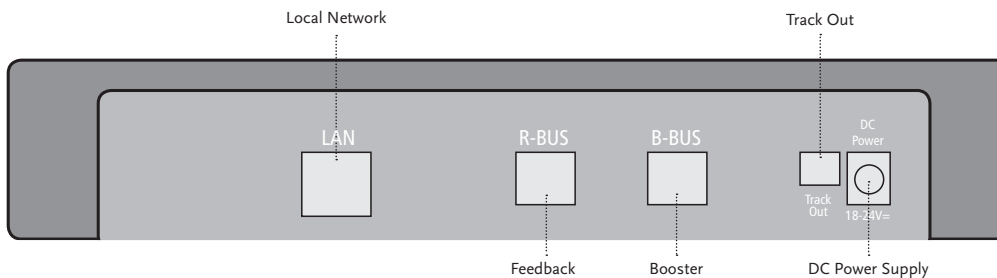 Local Network
Track Out
LAN
R-BUS
B-BUS
DC
Power
Track
Out
18-24V=
Feedback
Booster
DC Power Supply